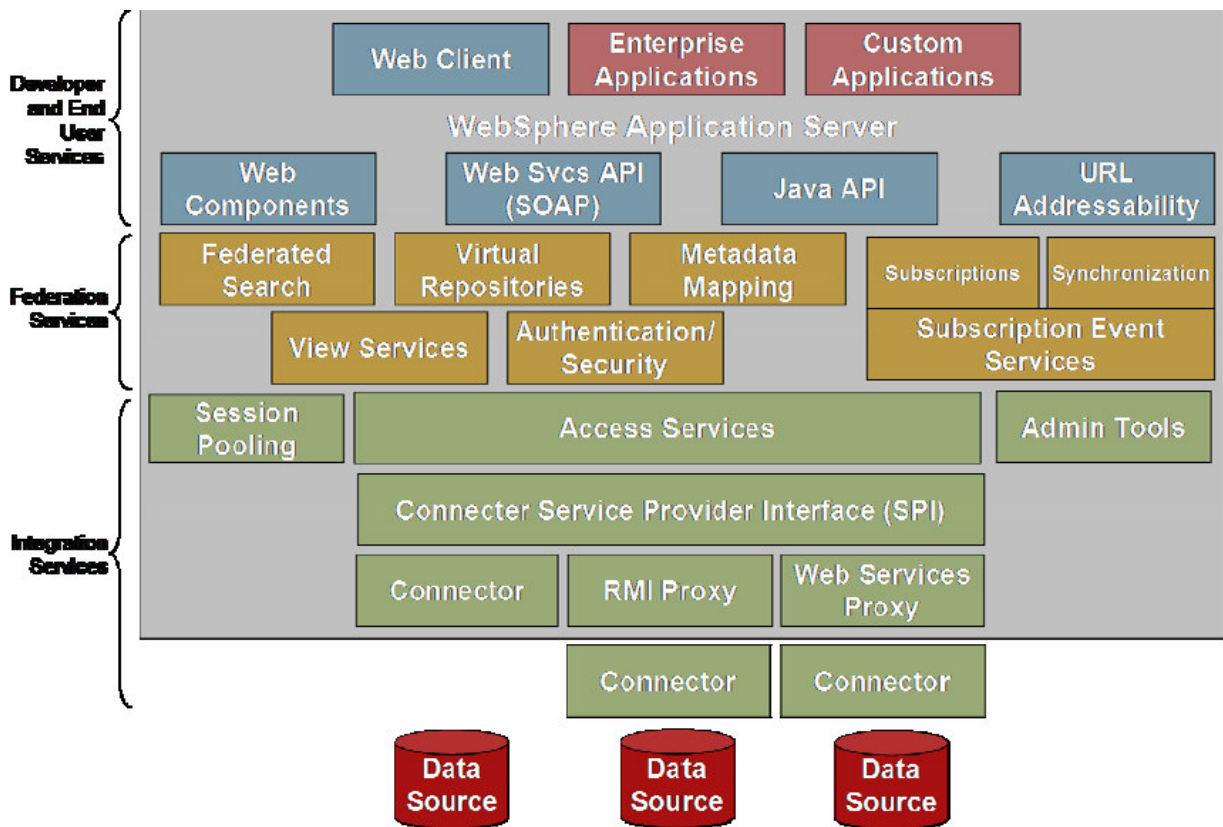 Web Client
Enterprise
Applications
Custom
Applications
Developer
and End
User
Services
WebSphere Application Server
Web
Components
Web Svcs API
(SOAP)
Java API
URL
Addressability
Federation
Services
Federated
Search
Virtual
Repositories
Metadata
Mapping
Subscriptions
Synchronization
View Services
Authentication/
Security
Subscription Event
Services
Integration
Services
Session
Pooling
Access Services
Admin Tools
Connecter Service Provider Interface (SPI)
Connector
RMI Proxy
Web Services
Proxy
Connector
Connector
Data
Source
Data
Source
Data
Source